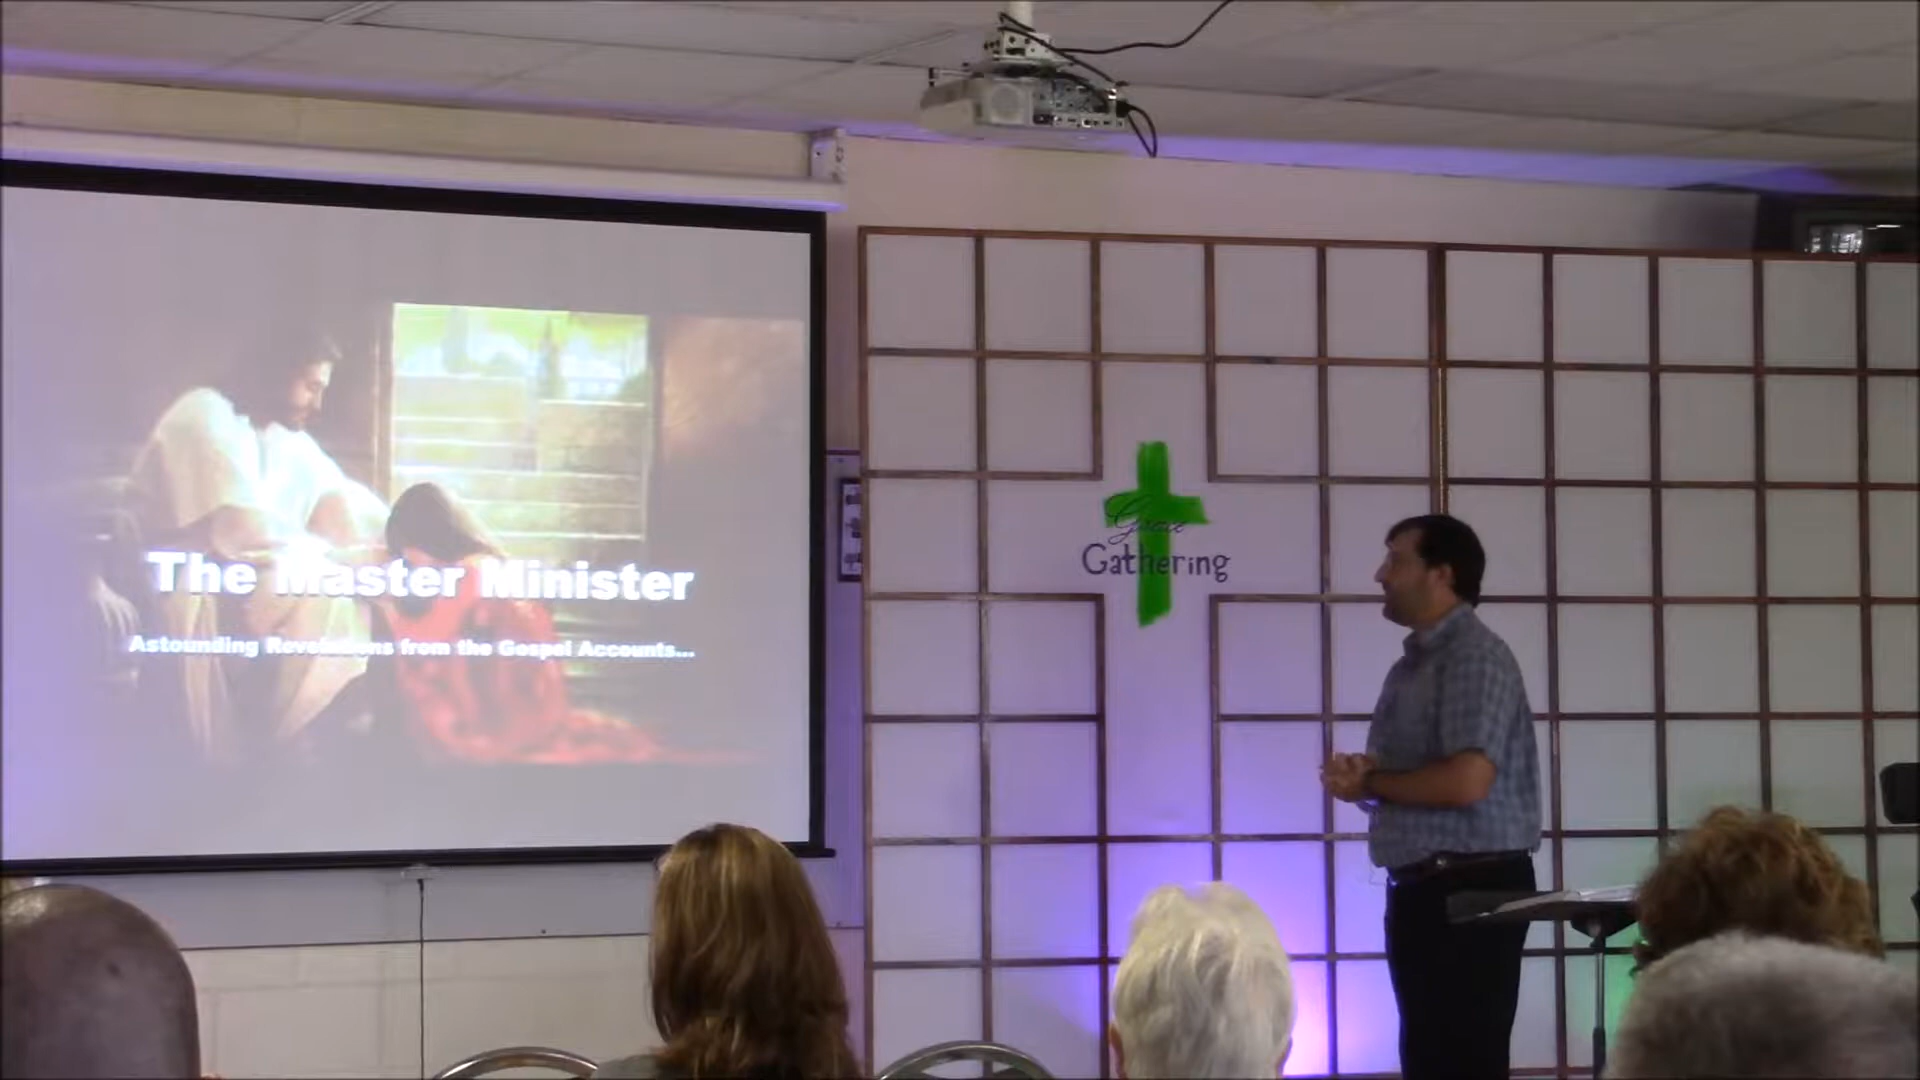 The Master Minister
Astounding Revelations from the Gospel Accounts...
Grace
Gathering